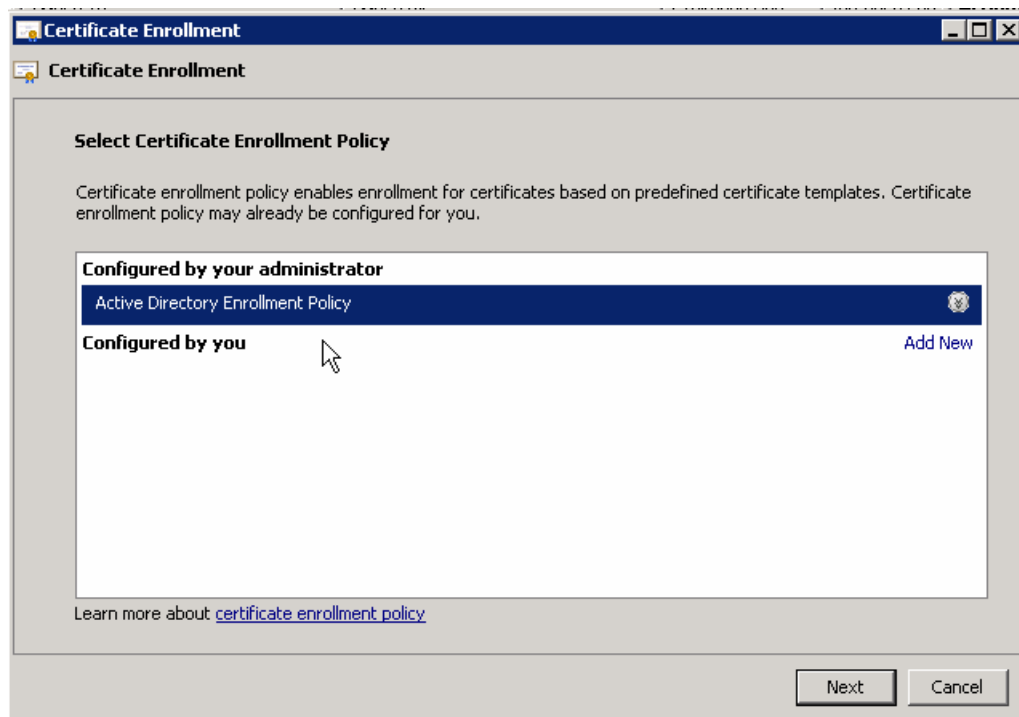 Certificate Enrollment
Certificate Enrollment
Select Certificate Enrollment Policy
Certificate enrollment policy enables enrollment for certificates based on predefined certificate templates. Certificate
enrollment policy may already be configured for you.
Configured by your administrator
Active Directory Enrollment Policy
Configured by you Add New
Learn more about certificate enrollment policy
Next Cancel